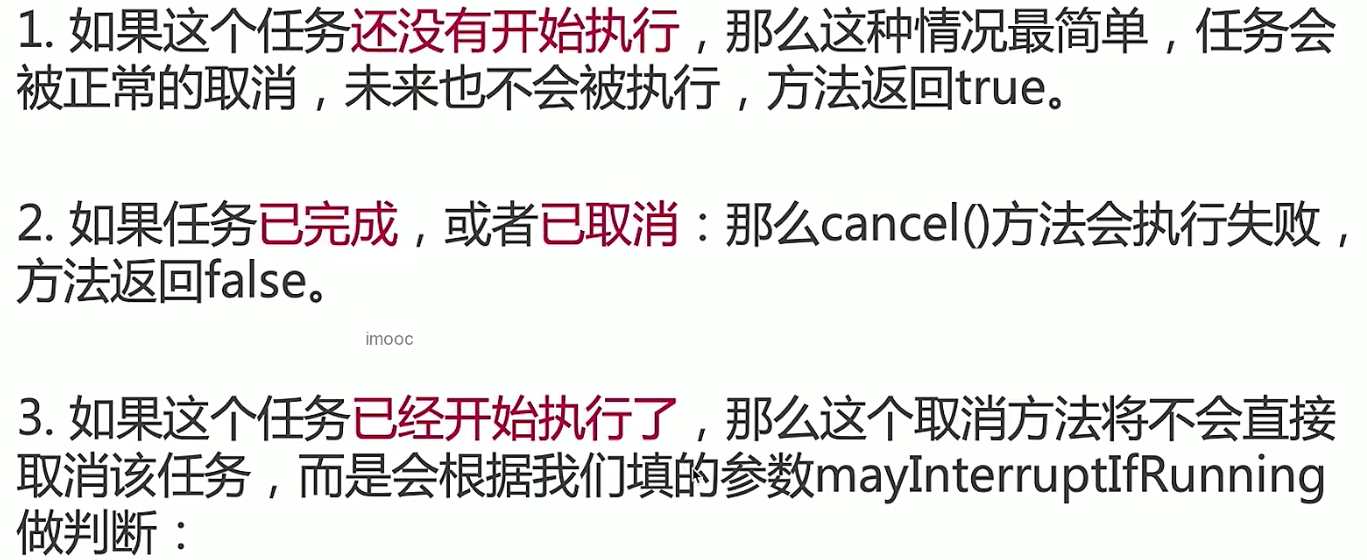 1. 如果这个任务还没有开始执行，那么这种情况最简单，任务会
被正常的取消，未来也不会被执行，方法返回true。
2. 如果任务已完成，或者已取消：那么cancel()方法会执行失败，
方法返回false。
imooc
3. 如果这个任务已经开始执行了，那么这个取消方法将不会直接
取消该任务，而是会根据我们填的参数mayInterruptIfRunning
做判断：